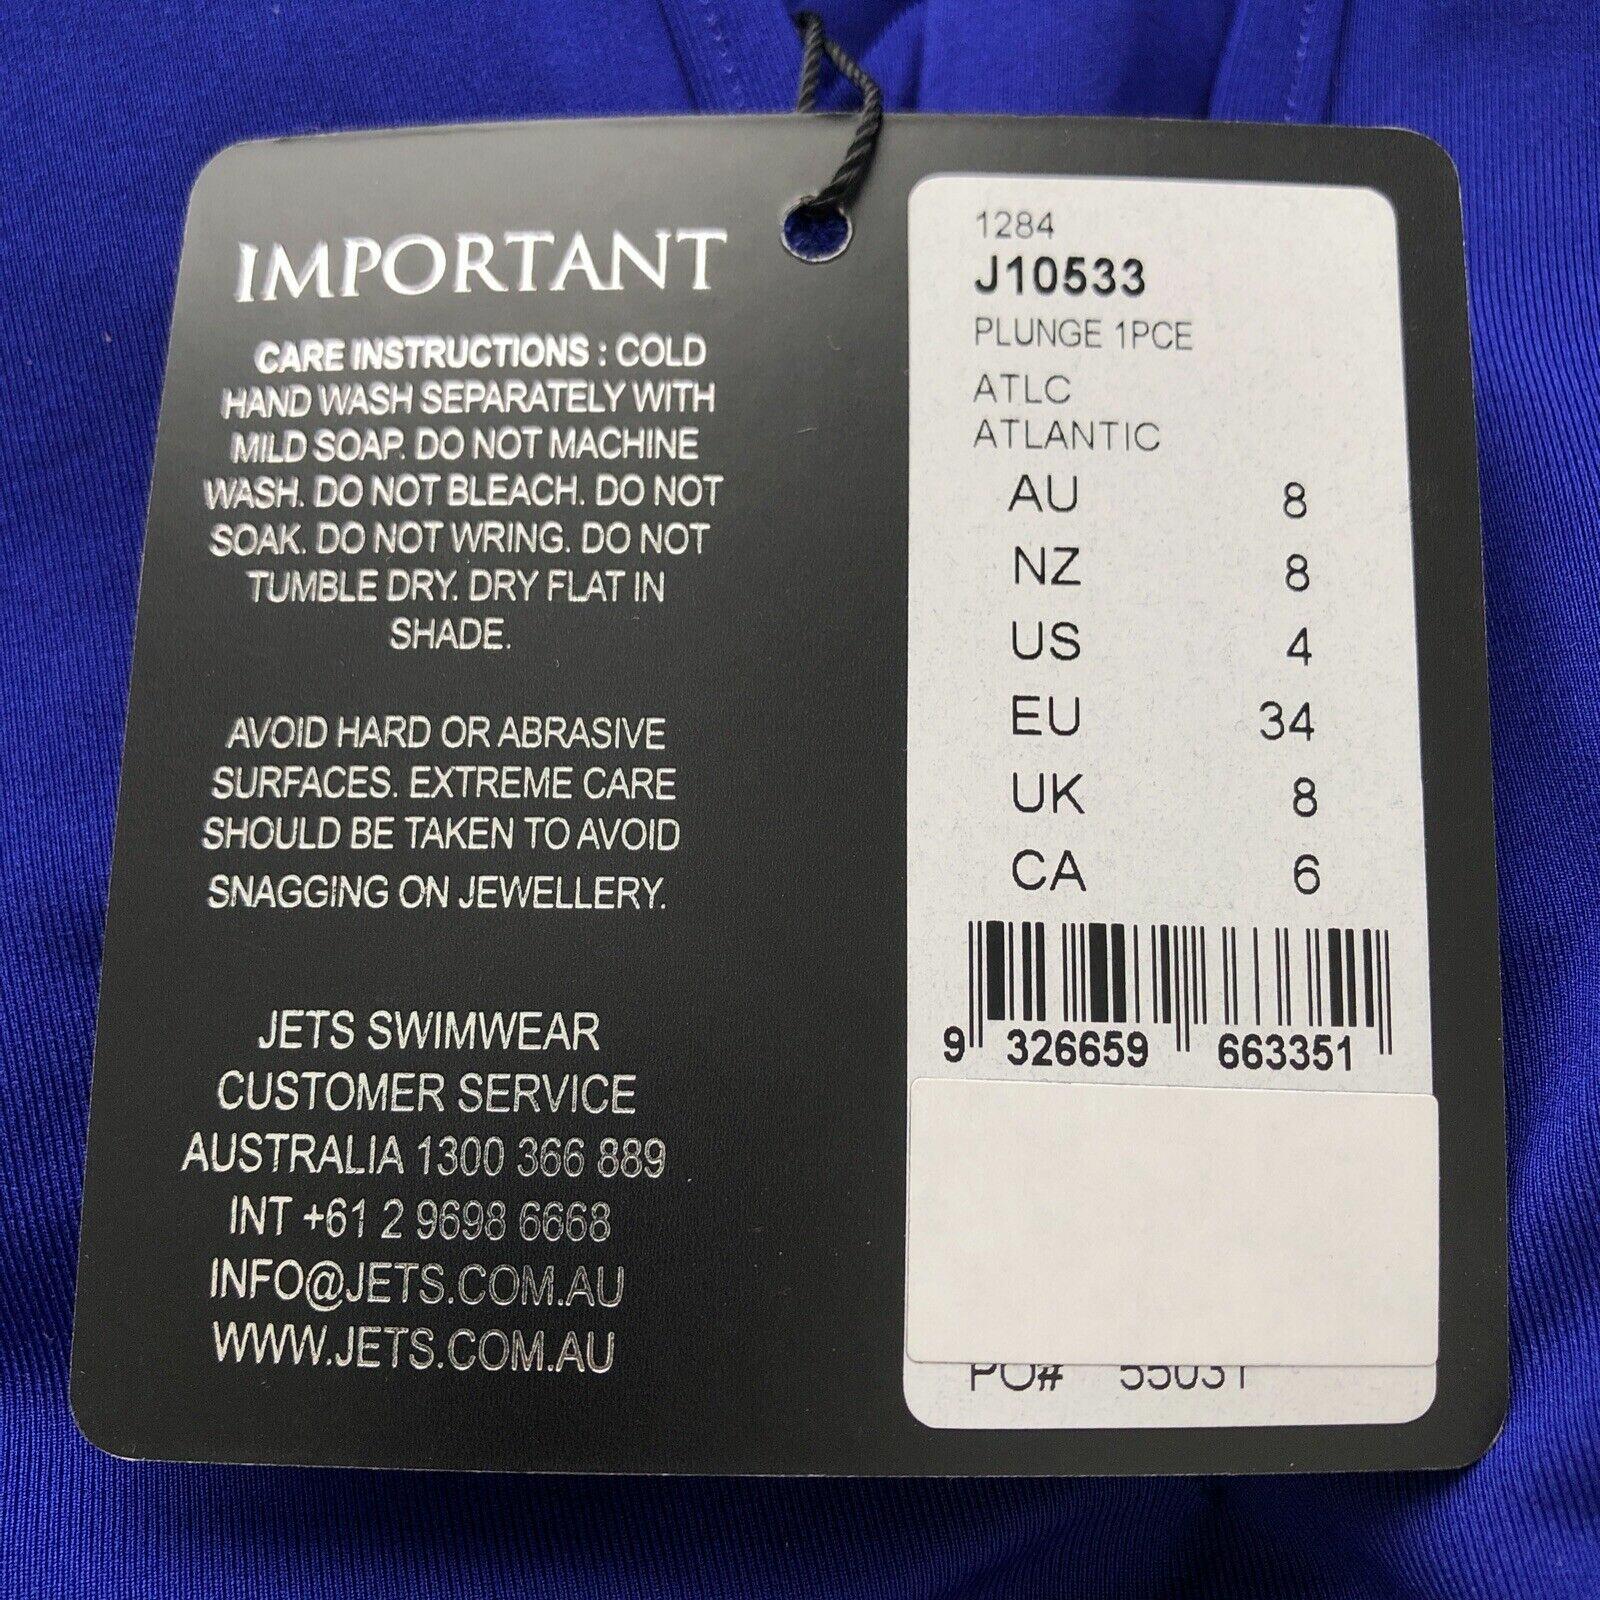 IMPORTANT
CARE INSTRUCTIONS : COLD
HAND WASH SEPARATELY WITH
MILD SOAP. DO NOT MACHINE
WASH. DO NOT BLEACH. DO NOT
SOAK. DO NOT WRING. DO NOT
TUMBLE DRY. DRY FLAT IN
SHADE.
AVOID HARD OR ABRASIVE
SURFACES. EXTREME CARE
SHOULD BE TAKEN TO AVOID
SNAGGING ON JEWELLERY.
JETS SWIMWEAR
CUSTOMER SERVICE
AUSTRALIA 1300 366 889
INT +61 2 9698 6668
INFO@JETS.COM.AU
WWW.JETS.COM.AU
1284
J10533
PLUNGE 1PCE
ATLC
ATLANTIC
AU 8
NZ 8
US 4
EU 34
UK 8
CA 6
9 326659 663351
PO# 55031